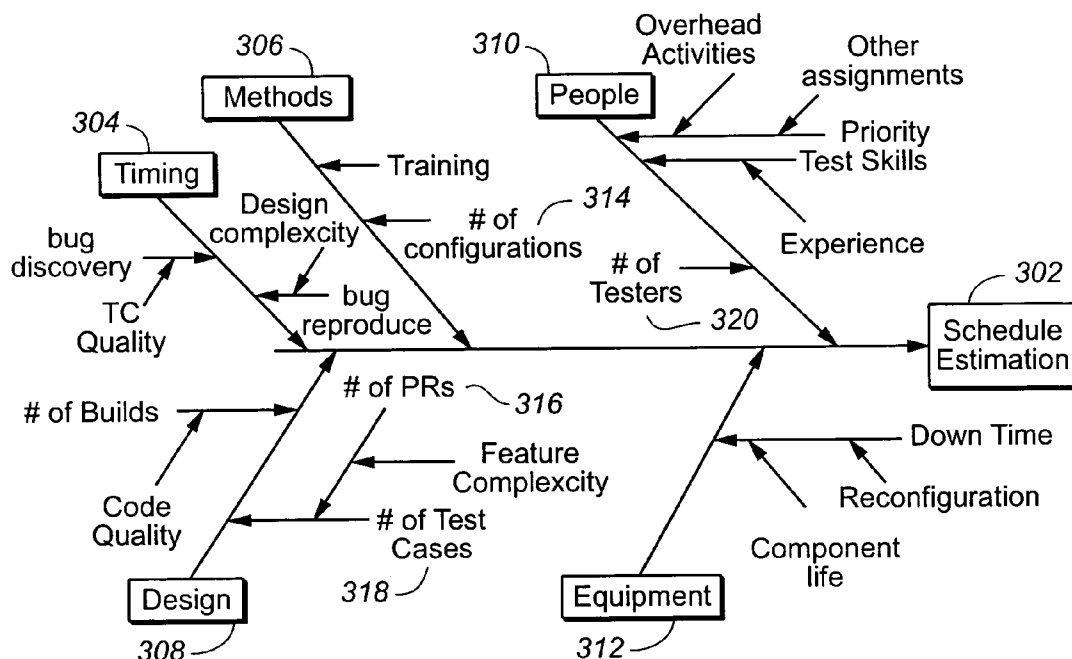 306
Methods
310
People
Overhead
Activities
Other
assignments
304
Timing
Training
Priority
Test Skills
Design
complexcity
# of
configurations
314
bug
discovery
Experience
TC
Quality
bug
reproduce
# of
Testers
320
302
Schedule
Estimation
# of Builds
# of PRs
316
Down Time
Feature
Complexcity
Code
Quality
Reconfiguration
# of Test
Cases
318
Component
life
Design
308
Equipment
312